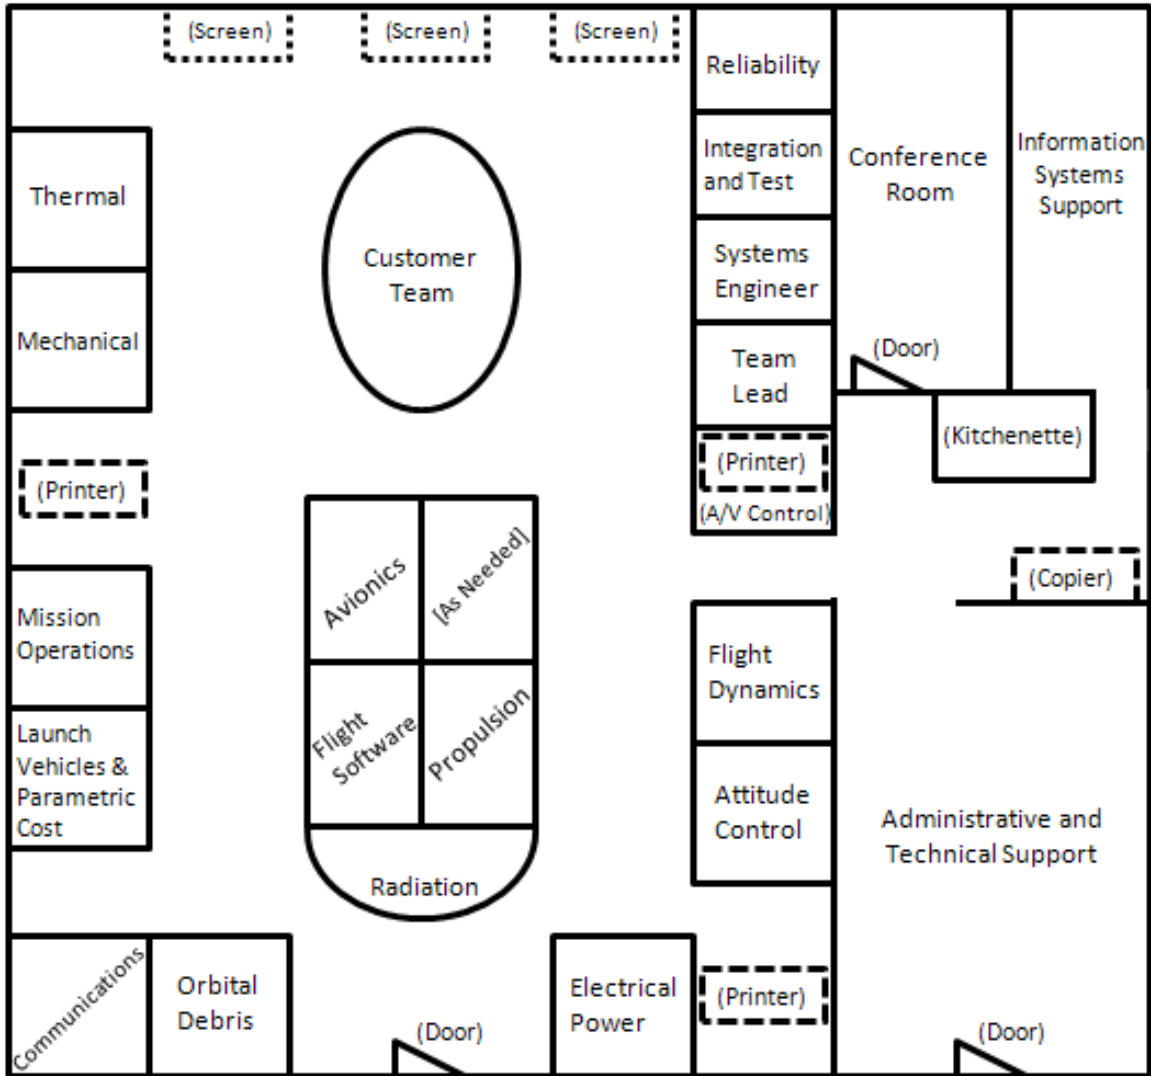 (Screen)
(Screen)
(Screen)
Reliability
Integration
and Test
Conference
Room
Information
Systems
Support
Thermal
Customer
Team
Systems
Engineer
Mechanical
Team
Lead
(Door)
(Kitchenette)
(Printer)
(Printer)
(A/V Control)
Avionics
[As Needed]
(Copier)
Mission
Operations
Flight
Dynamics
Flight
Software
Propulsion
Launch
Vehicles &
Parametric
Cost
Attitude
Control
Administrative and
Technical Support
Radiation
Communications
Orbital
Debris
Electrical
Power
(Printer)
(Door)
(Door)